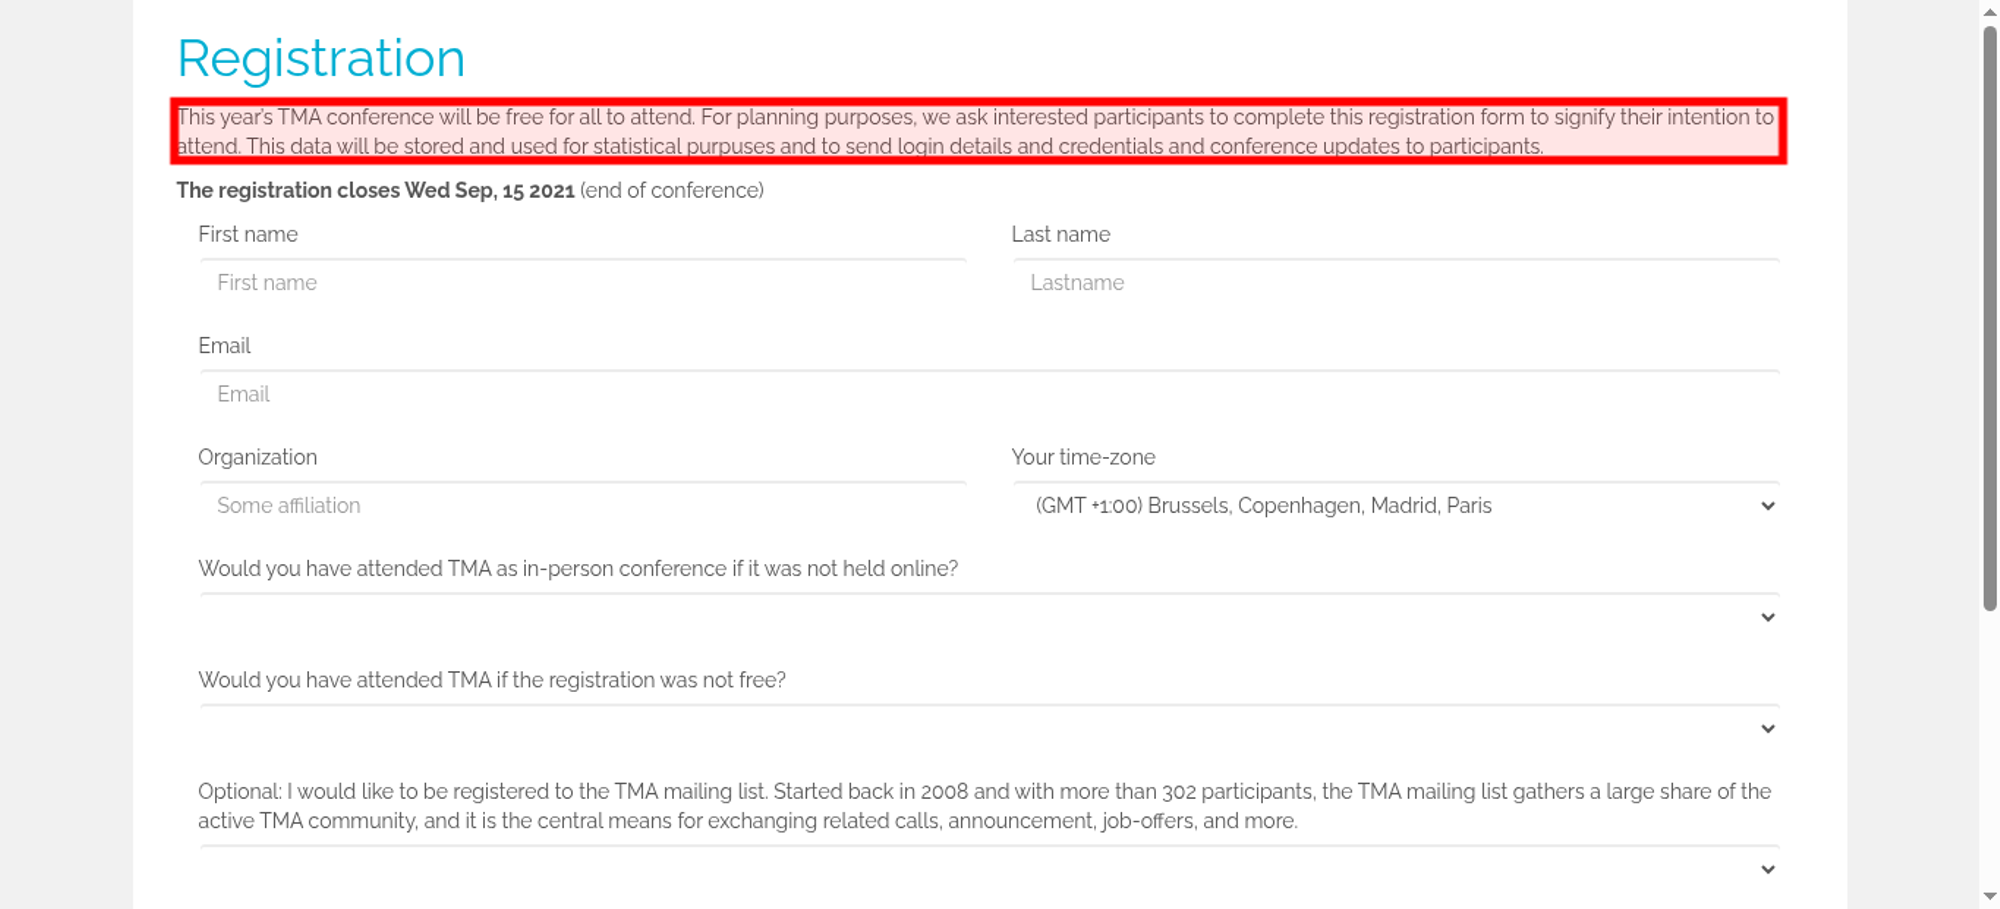 Registration
This year's TMA conference will be free for all to attend. For planning purposes, we ask interested participants to complete this registration form to signify their intention to
attend. This data will be stored and used for statistical purpuses and to send login details and credentials and conference updates to participants.
The registration closes Wed Sep, 15 2021 (end of conference)
First name
Last name
First name
Lastname
Email
Email
Organization
Your time-zone
Some affiliation
(GMT +1:00) Brussels, Copenhagen, Madrid, Paris
Would you have attended TMA as in-person conference if it was not held online?
Would you have attended TMA if the registration was not free?
Optional: I would like to be registered to the TMA mailing list. Started back in 2008 and with more than 302 participants, the TMA mailing list gathers a large share of the
active TMA community, and it is the central means for exchanging related calls, announcement, job-offers, and more.